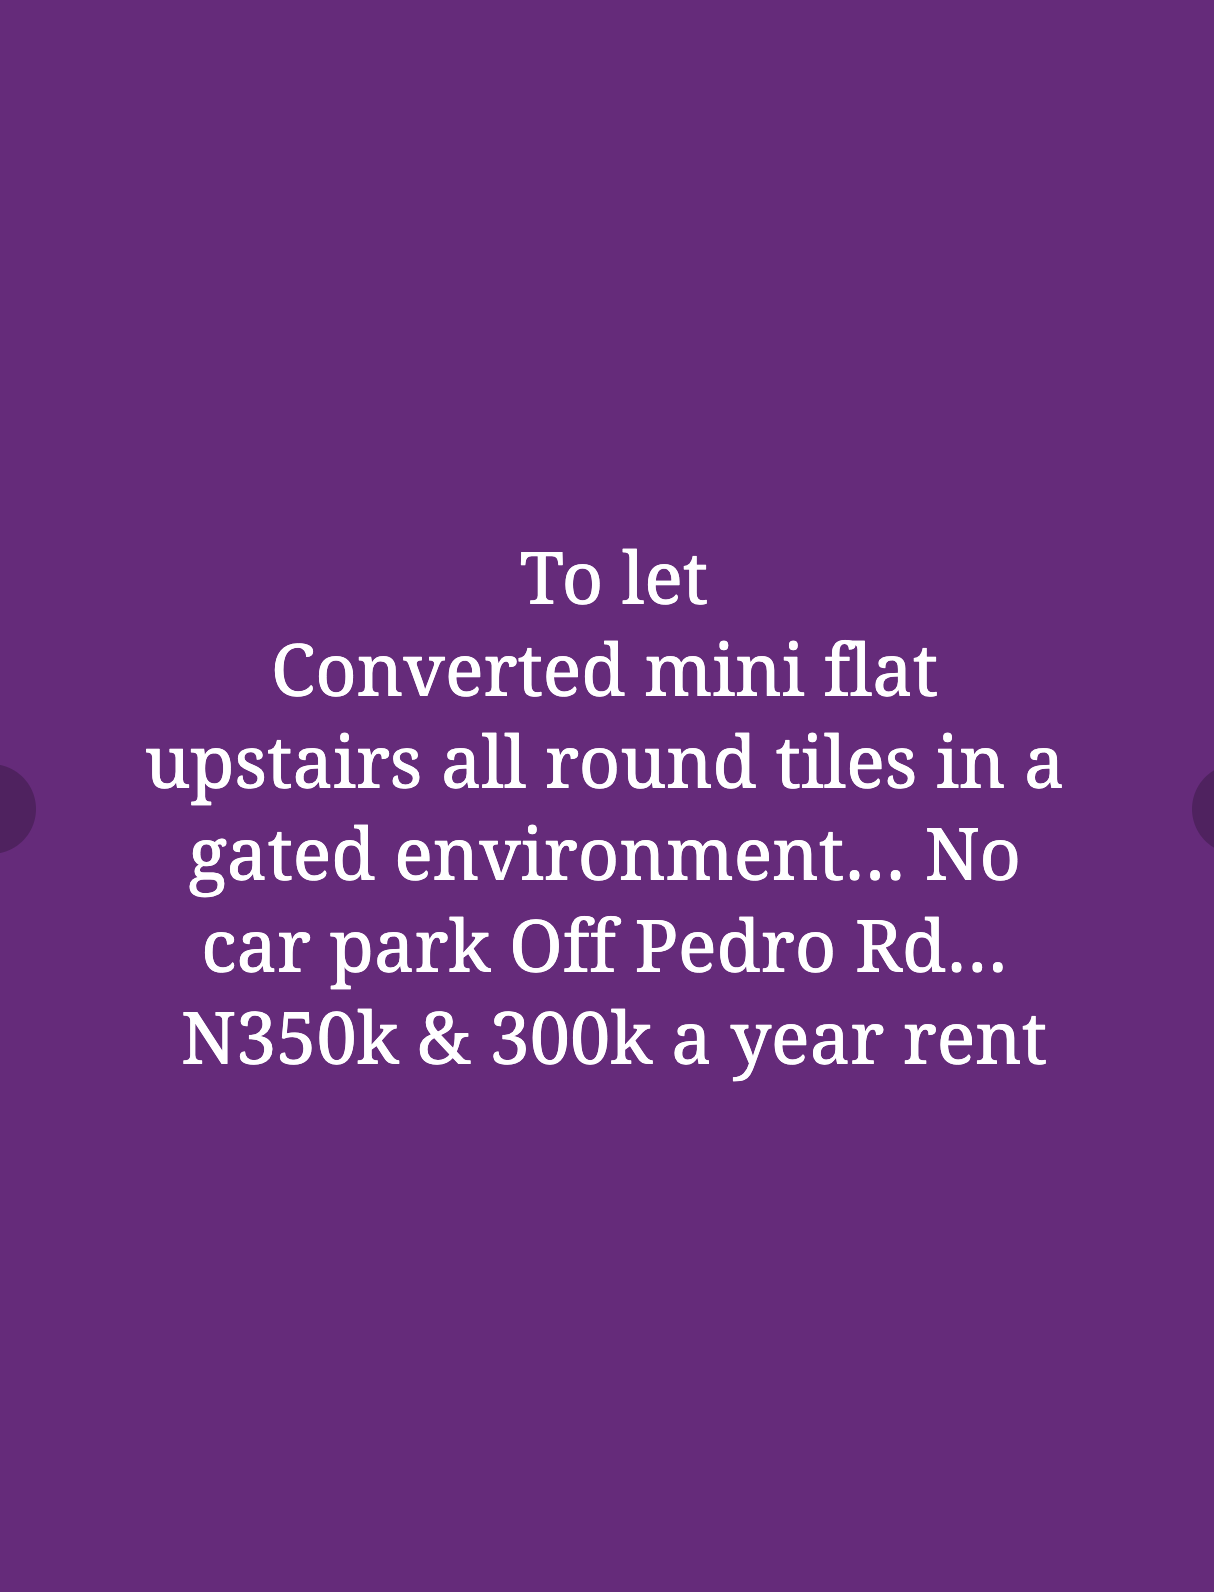 To let
Converted mini flat
upstairs all round tiles in a
gated environment... No
car park Off Pedro Rd...
N350k & 300k a year rent